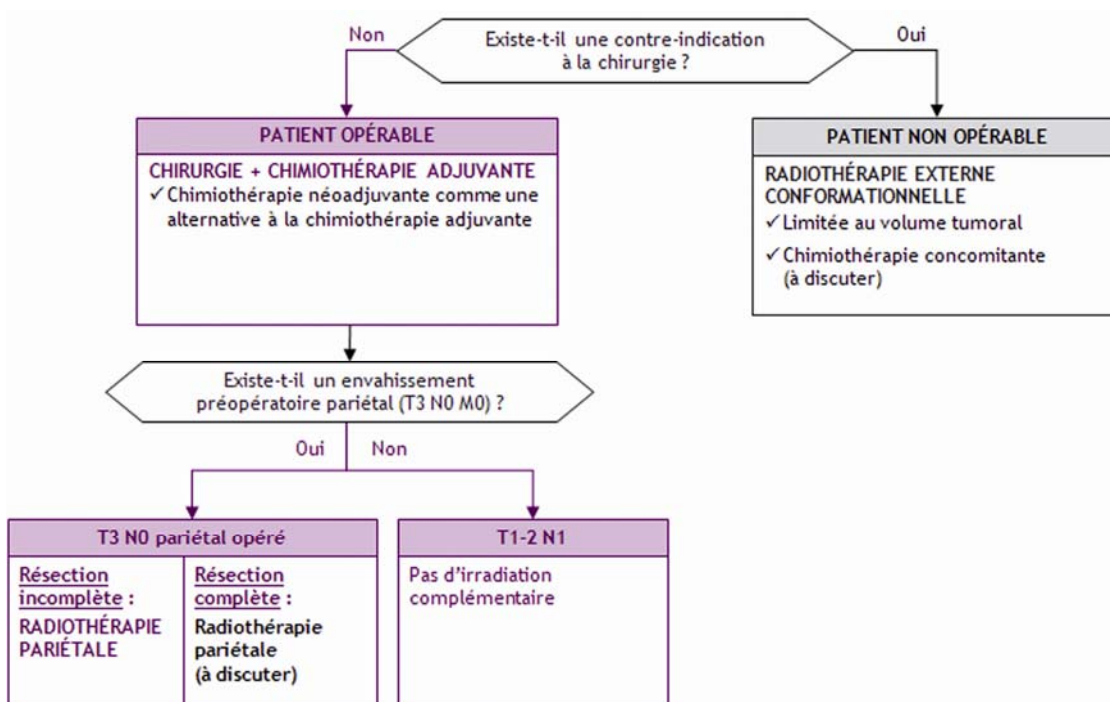 Existe-t-il une contre-indication
à la chirurgie ?
Non
Oui
PATIENT OPÉRABLE
CHIRURGIE + CHIMIOTHÉRAPIE ADJUVANTE
✓ Chimiothérapie néoadjuvante comme une
alternative à la chimiothérapie adjuvante
PATIENT NON OPÉRABLE
RADIOTHÉRAPIE EXTERNE
CONFORMATIONNELLE
✓ Limitée au volume tumoral
✓ Chimiothérapie concomitante
(à discuter)
Existe-t-il un envahissement
préopératoire pariétal (T3 N0 M0) ?
Oui
Non
T3 N0 pariétal opéré
Résection
incomplète :
RADIOTHÉRAPIE
PARIÉTALE
Résection
complète :
Radiothérapie
pariétale
(à discuter)
T1-2 N1
Pas d'irradiation
complémentaire